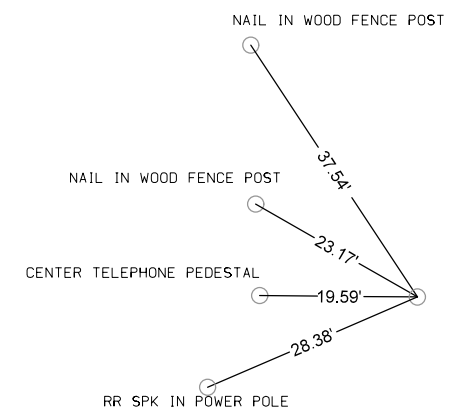 NAIL IN WOOD FENCE POST
37.54'
NAIL IN WOOD FENCE POST
23.17'
CENTER TELEPHONE PEDESTAL
19.59'
28.38'
RR SPK IN POWER POLE